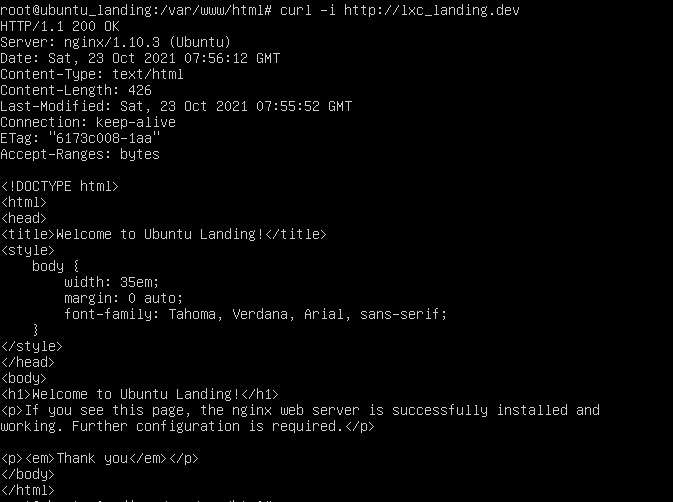 root@ubuntu_landing:/var/www/html# curl -i http://lxc_landing.dev
HTTP/1.1 200 OK
Server: nginx/1.10.3 (Ubuntu)
Date: Sat, 23 Oct 2021 07:56:12 GMT
Content-Type: text/html
Content-Length: 426
Last-Modified: Sat, 23 Oct 2021 07:55:52 GMT
Connection: keep-alive
ETag: "6173c008-1aa"
Accept-Ranges: bytes

<!DOCTYPE html>
<html>
<head>
<title>Welcome to Ubuntu Landing!</title>
<style>
    body {
        width: 35em;
        margin: 0 auto;
        font-family: Tahoma, Verdana, Arial, sans-serif;
    }
</style>
</head>
<body>
<h1>Welcome to Ubuntu Landing!</h1>
<p>If you see this page, the nginx web server is successfully installed and
working. Further configuration is required.</p>

<p><em>Thank you</em></p>
</body>
</html>